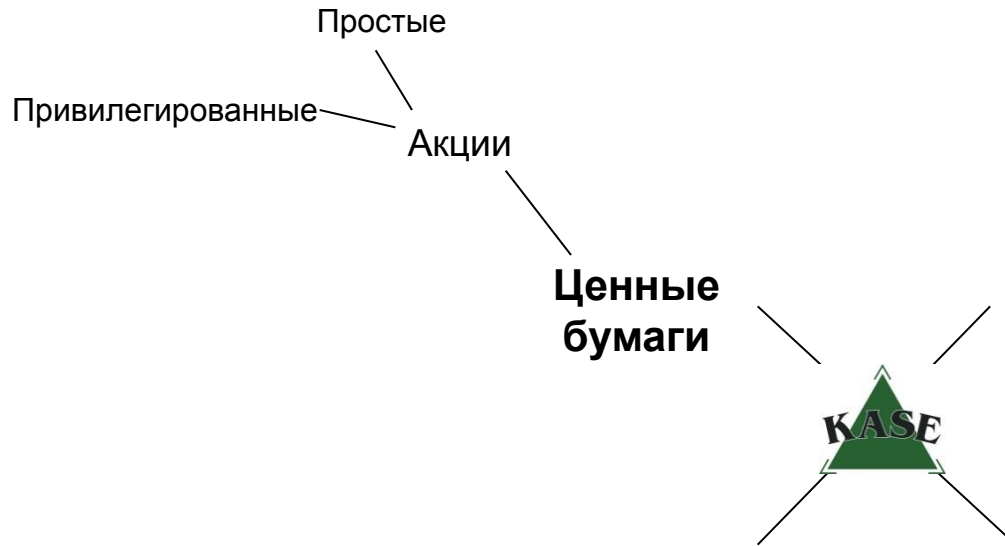 Простые
Привилегированные
Акции
Ценные
бумаги
KASE